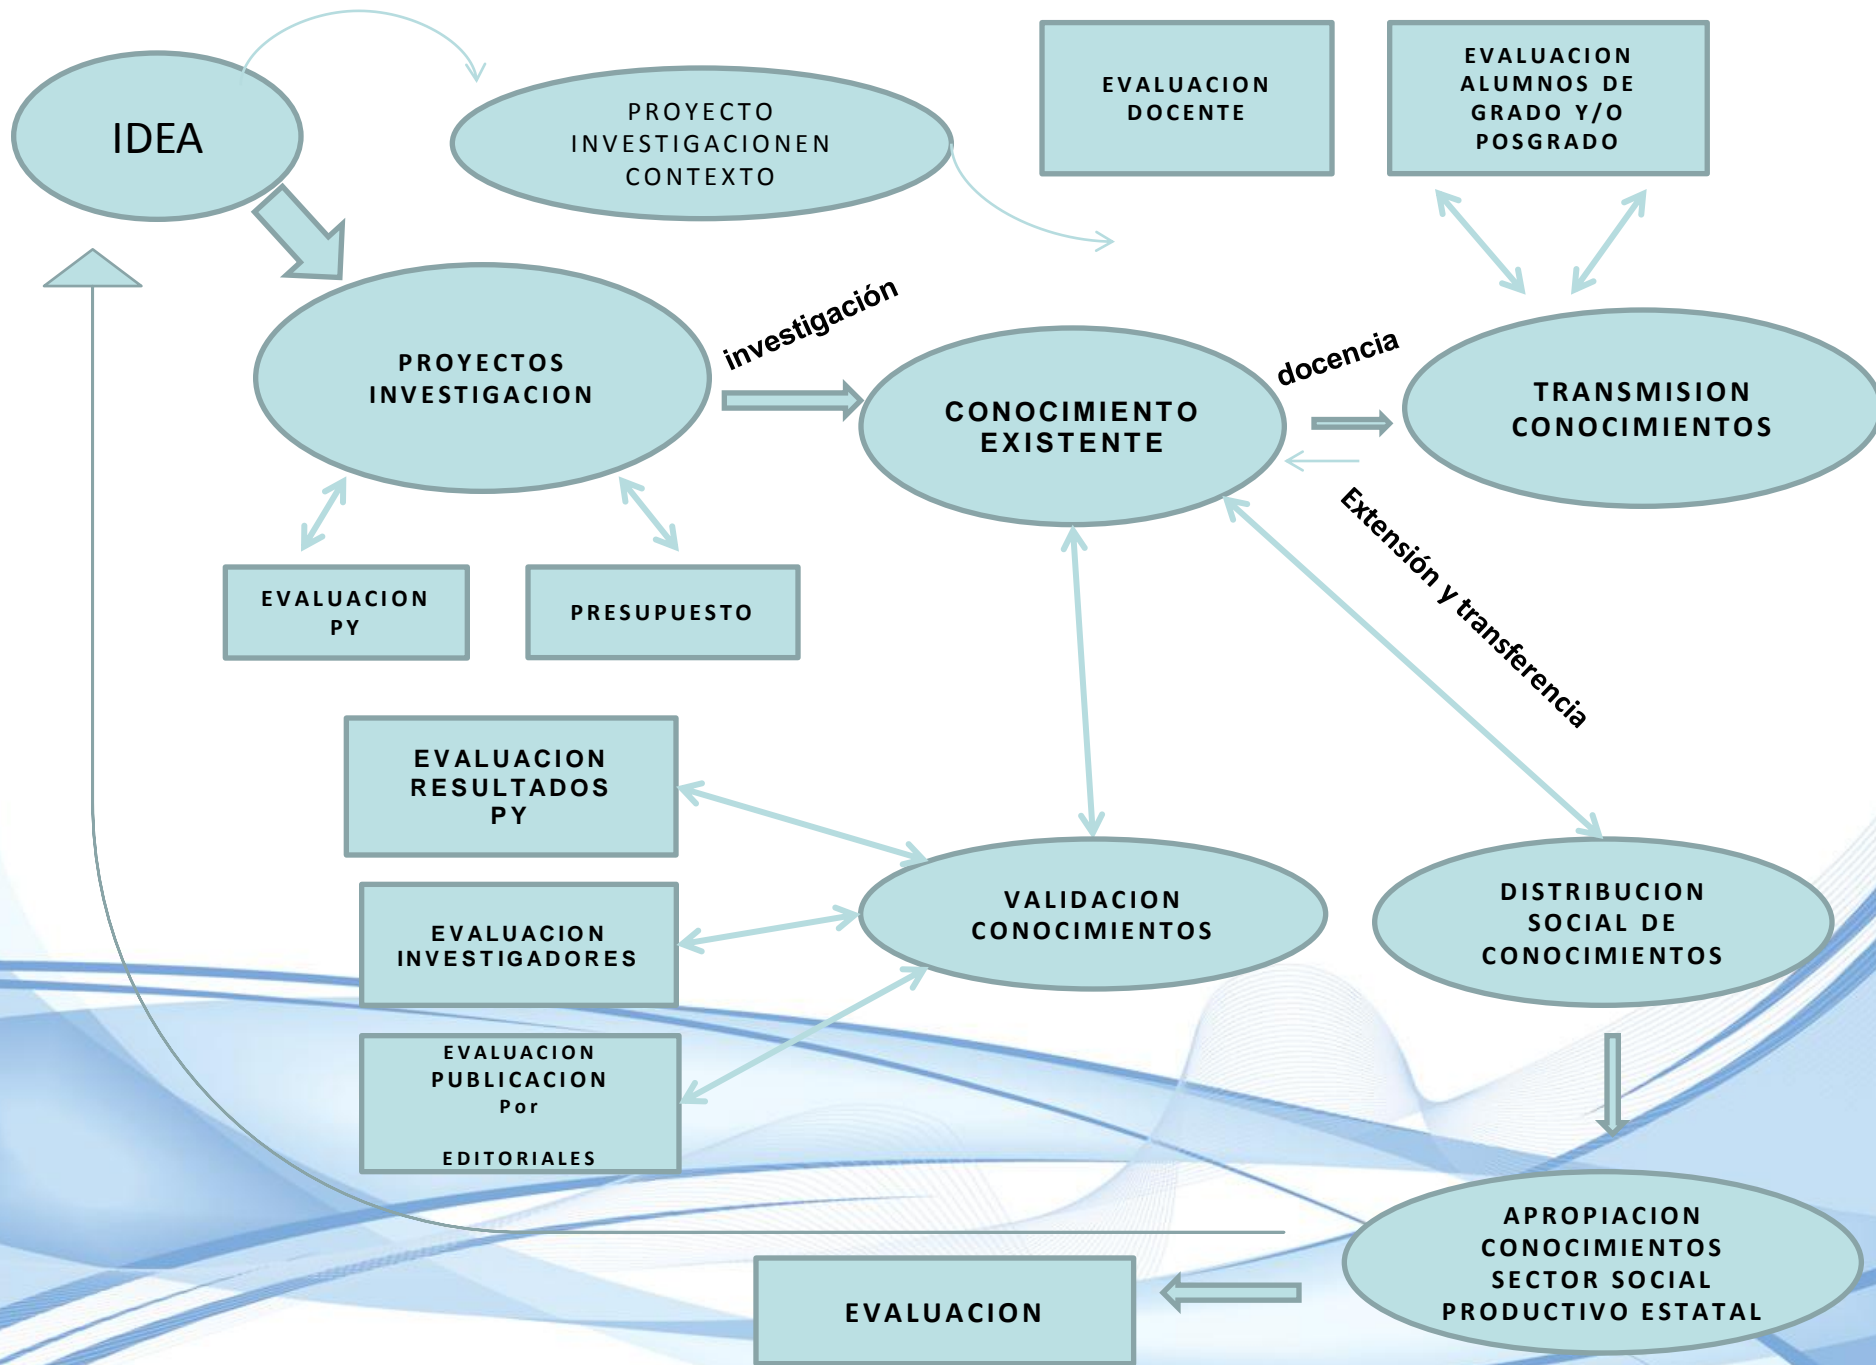 IDEA
PROYECTO
INVESTIGACIONEN
CONTEXTO
EVALUACION
DOCENTE
EVALUACION
ALUMNOS DE
GRADO Y/O
POSGRADO
PROYECTOS
INVESTIGACION
investigación
CONOCIMIENTO
EXISTENTE
docencia
TRANSMISION
CONOCIMIENTOS
Extensión y transferencia
EVALUACION
PY
PRESUPUESTO
EVALUACION
RESULTADOS
PY
EVALUACION
INVESTIGADORES
EVALUACION
PUBLICACION
Por
EDITORIALES
VALIDACION
CONOCIMIENTOS
DISTRIBUCION
SOCIAL DE
CONOCIMIENTOS
APROPIACION
CONOCIMIENTOS
SECTOR SOCIAL
PRODUCTIVO ESTATAL
EVALUACION